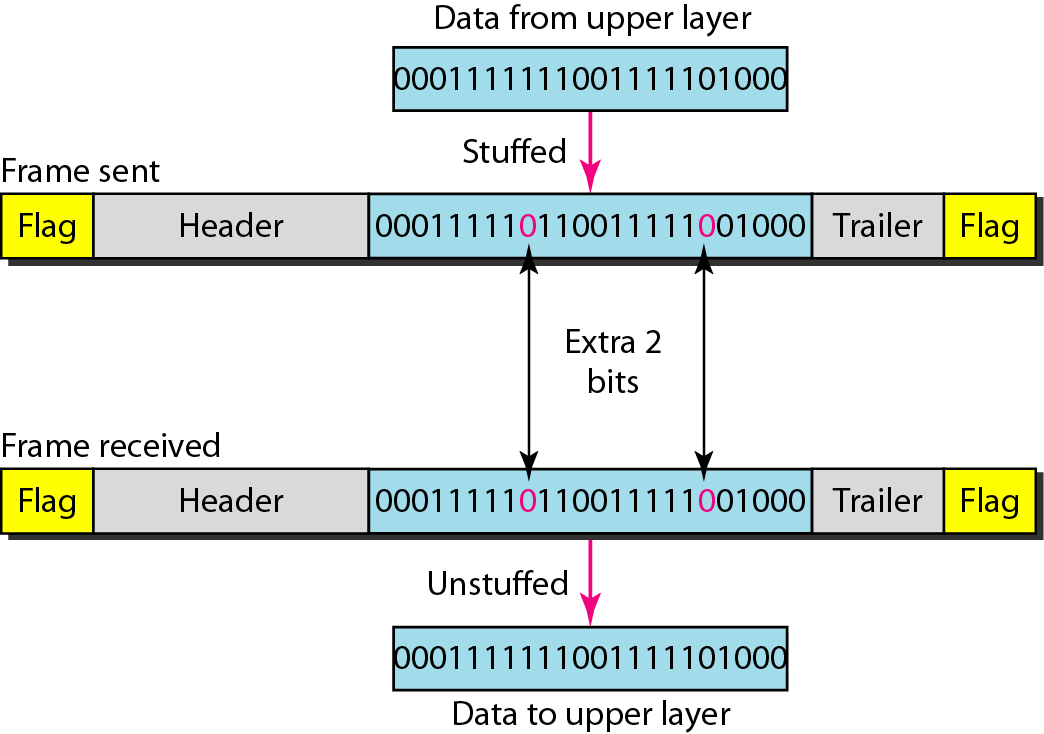 Data from upper layer
0001111111001111101000
Stuffed
Frame sent
Flag Header 000111110110011111001000 Trailer Flag
Extra 2
bits
Frame received
Flag Header 000111110110011111001000 Trailer Flag
Unstuffed
0001111111001111101000
Data to upper layer